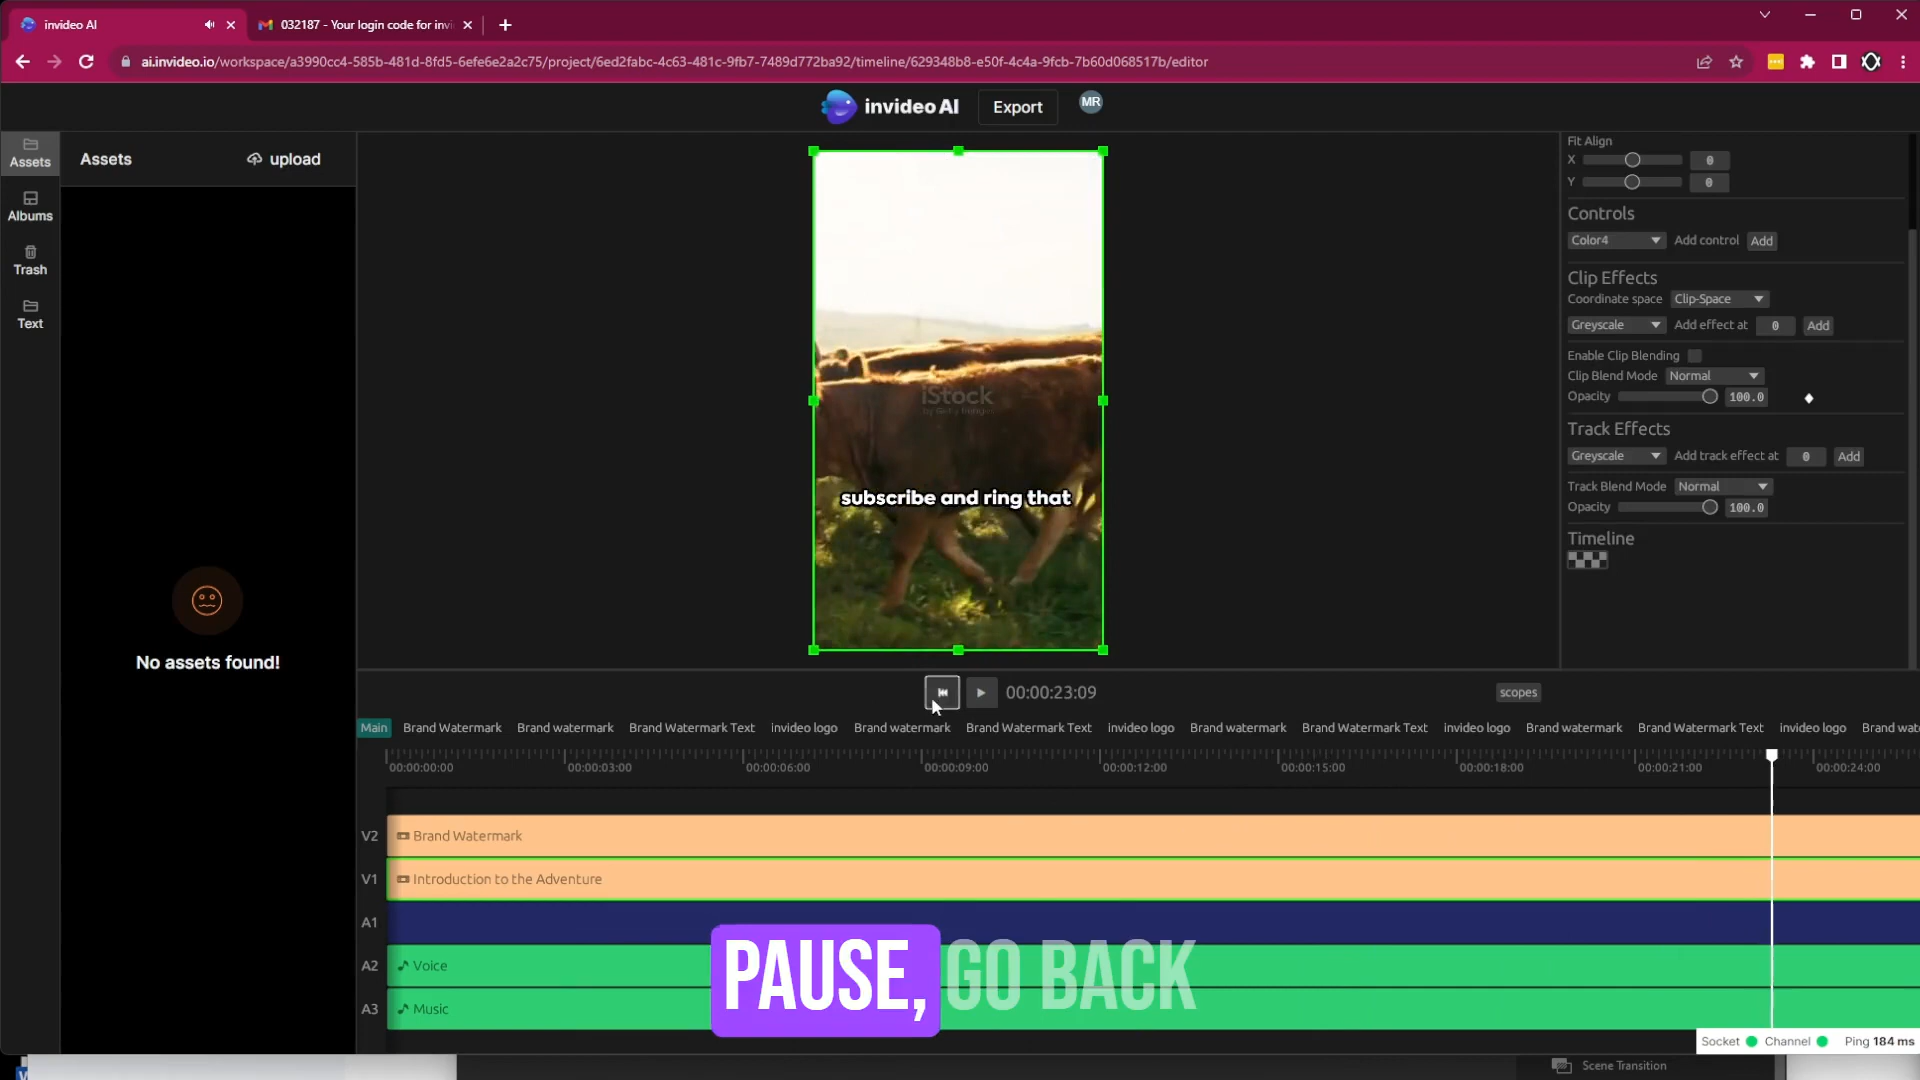 invideo AI
032187 - Your login code for invi
ai.invideo.io/workspace/a3990cc4-585b-481d-8fd5-6efe6e2a2c75/project/6ed2fabc-4c63-481c-9fb7-7489d772ba92/timeline/629348b8-e50f-4c4a-9fcb-7b60d068517b/editor
invideo AI
Export
MR
Assets
Albums
Trash
Text
Assets
upload
No assets found!
iStock
by Getty Images
subscribe and ring that
Fit Align
X 0
Y 0
Controls
Color4 Add control Add
Clip Effects
Coordinate space Clip-Space
Greyscale Add effect at 0 Add
Enable Clip Blending
Clip Blend Mode Normal
Opacity 100.0
Track Effects
Greyscale Add track effect at 0 Add
Track Blend Mode Normal
Opacity 100.0
Timeline
00:00:23:09
scopes
Main Brand Watermark Brand watermark Brand Watermark Text invideo logo Brand watermark Brand Watermark Text invideo logo Brand watermark Brand Watermark Text invideo logo Brand watermark Brand Watermark Text invideo logo Brand wat
00:00:00:00 00:00:03:00 00:00:06:00 00:00:09:00 00:00:12:00 00:00:15:00 00:00:18:00 00:00:21:00 00:00:24:00
V2 Brand Watermark
V1 Introduction to the Adventure
A1
A2 Voice
A3 Music
PAUSE, GO BACK
Socket Channel Ping 184 ms
Scene Transition